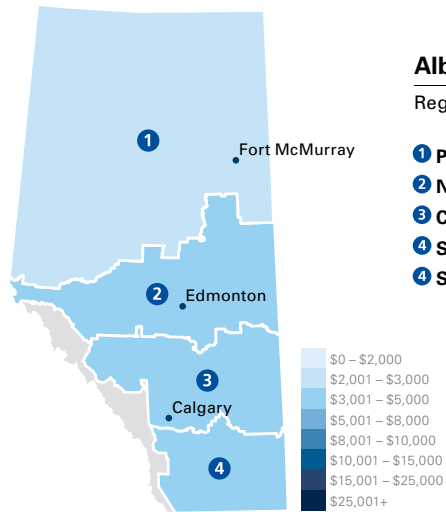 1
Fort McMurray
2
Edmonton
3
Calgary
4
Alb
Reg
1 P
2 N
3 C
4 S
4 S
$0 – $2,000
$2,001 – $3,000
$3,001 – $5,000
$5,001 – $8,000
$8,001 – $10,000
$10,001 – $15,000
$15,001 – $25,000
$25,001+